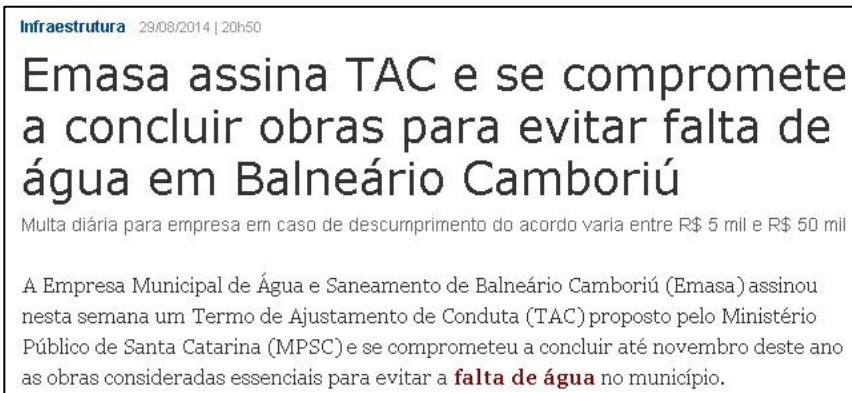 Infraestrutura 29/08/2014 | 20h50
Emasa assina TAC e se compromete
a concluir obras para evitar falta de
água em Balneário Camboriú
Multa diária para empresa em caso de descumprimento do acordo varia entre R$ 5 mil e R$ 50 mil
A Empresa Municipal de Água e Saneamento de Balneário Camboriú (Emasa) assinou
nesta semana um Termo de Ajustamento de Conduta (TAC) proposto pelo Ministério
Público de Santa Catarina (MPSC) e se comprometeu a concluir até novembro deste ano
as obras consideradas essenciais para evitar a falta de água no município.